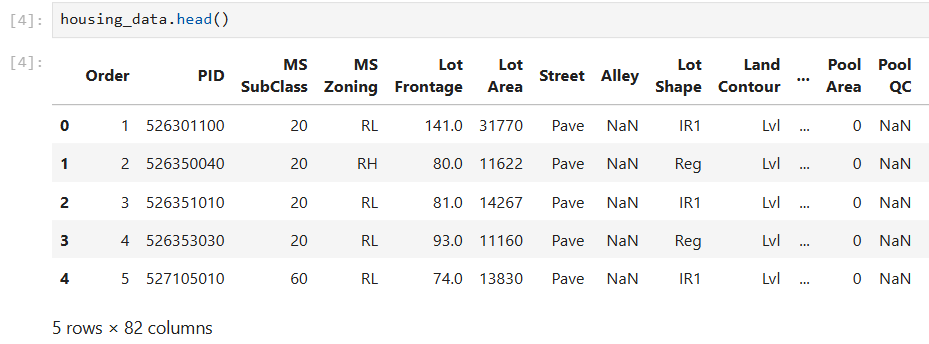 [4]: housing_data.head()
[4]:
Order PID MS SubClass MS Zoning Lot Frontage Lot Area Street Alley Lot Shape Land Contour ... Pool Area Pool QC
0 1 526301100 20 RL 141.0 31770 Pave NaN IR1 Lvl ... 0 NaN
1 2 526350040 20 RH 80.0 11622 Pave NaN Reg Lvl ... 0 NaN
2 3 526351010 20 RL 81.0 14267 Pave NaN IR1 Lvl ... 0 NaN
3 4 526353030 20 RL 93.0 11160 Pave NaN Reg Lvl ... 0 NaN
4 5 527105010 60 RL 74.0 13830 Pave NaN IR1 Lvl ... 0 NaN
5 rows × 82 columns